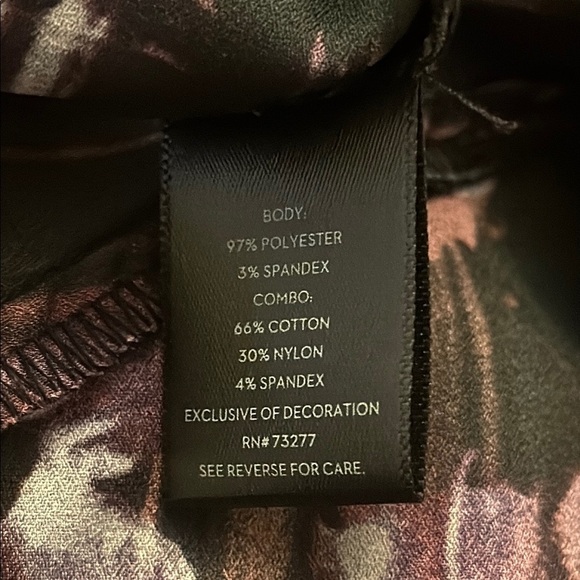 BODY:
97% POLYESTER
3% SPANDEX
COMBO:
66% COTTON
30% NYLON
4% SPANDEX
EXCLUSIVE OF DECORATION
RN# 73277
SEE REVERSE FOR CARE.